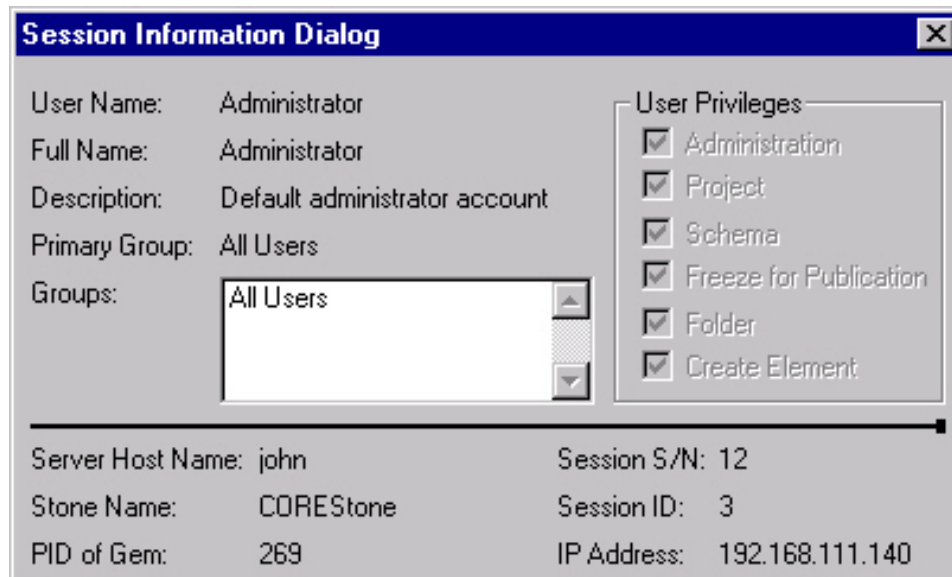 Session Information Dialog
User Name: Administrator
Full Name: Administrator
Description: Default administrator account
Primary Group: All Users
Groups: All Users
User Privileges
Administration
Project
Schema
Freeze for Publication
Folder
Create Element
Server Host Name: john
Stone Name: COREStone
PID of Gem: 269
Session S/N: 12
Session ID: 3
IP Address: 192.168.111.140